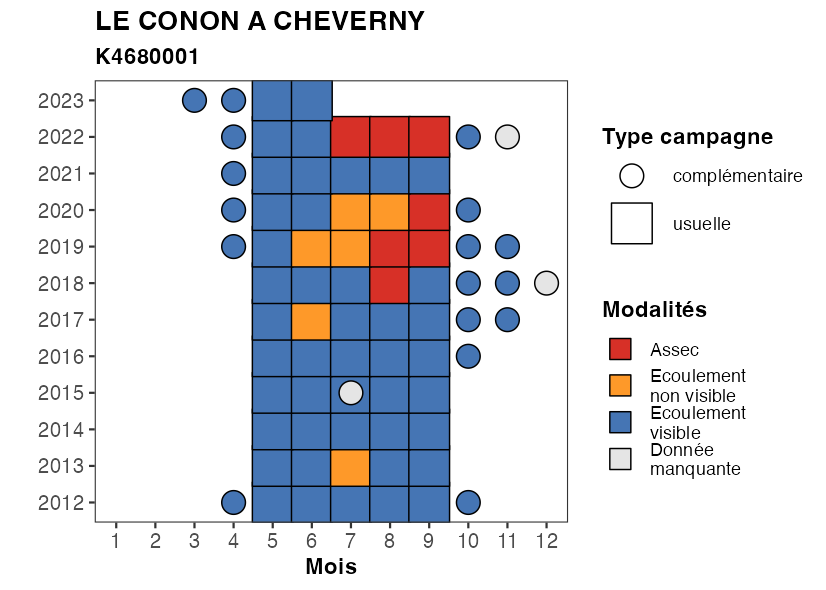 LE CONON A CHEVERNY
K4680001
2023
2022
2021
2020
2019
2018
2017
2016
2015
2014
2013
2012
1 2 3 4 5 6 7 8 9 10 11 12
Mois
Type campagne
complémentaire
usuelle
Modalités
Assec
Ecoulement
non visible
Ecoulement
visible
Donnée
manquante